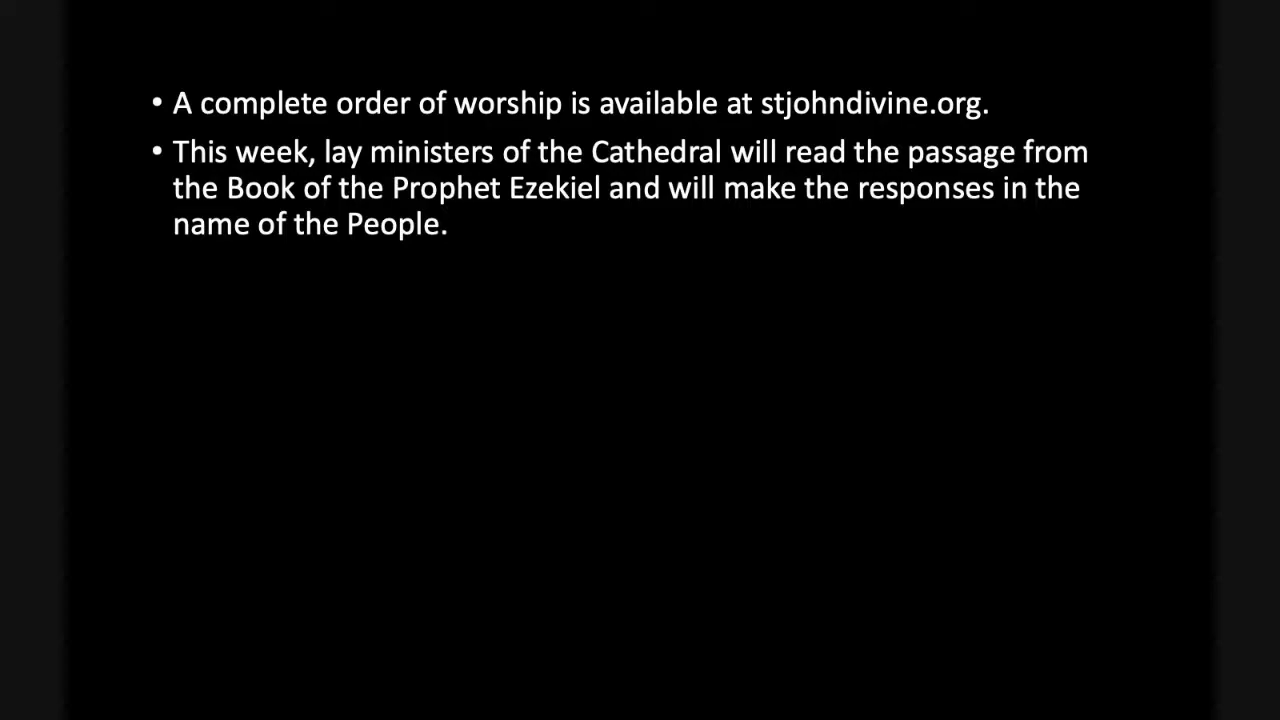 • A complete order of worship is available at stjohndivine.org.
• This week, lay ministers of the Cathedral will read the passage from
the Book of the Prophet Ezekiel and will make the responses in the
name of the People.